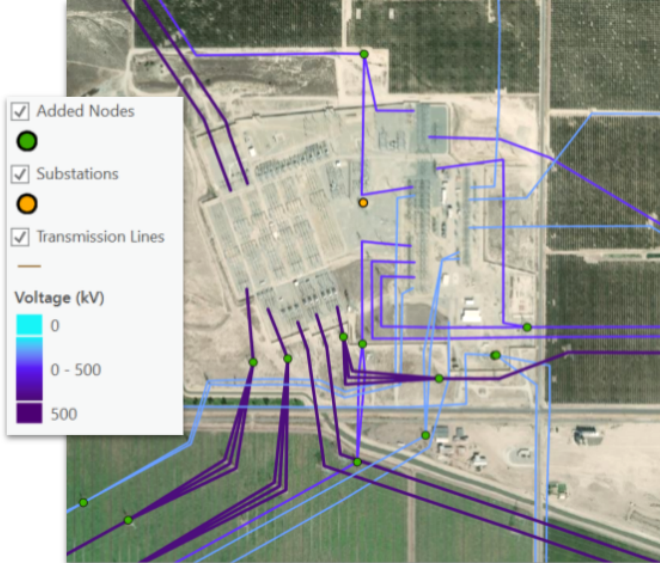 Added Nodes
Substations
Transmission Lines
Voltage (kV)
0
0 - 500
500